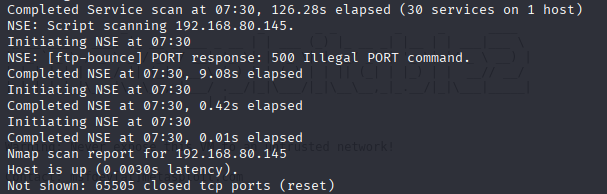 Completed Service scan at 07:30, 126.28s elapsed (30 services on 1 host)
NSE: Script scanning 192.168.80.145.
Initiating NSE at 07:30
NSE: [ftp-bounce] PORT response: 500 Illegal PORT command.
Completed NSE at 07:30, 9.08s elapsed
Initiating NSE at 07:30
Completed NSE at 07:30, 0.42s elapsed
Initiating NSE at 07:30
Completed NSE at 07:30, 0.01s elapsed
Nmap scan report for 192.168.80.145
Host is up (0.0030s latency).
Not shown: 65505 closed tcp ports (reset)